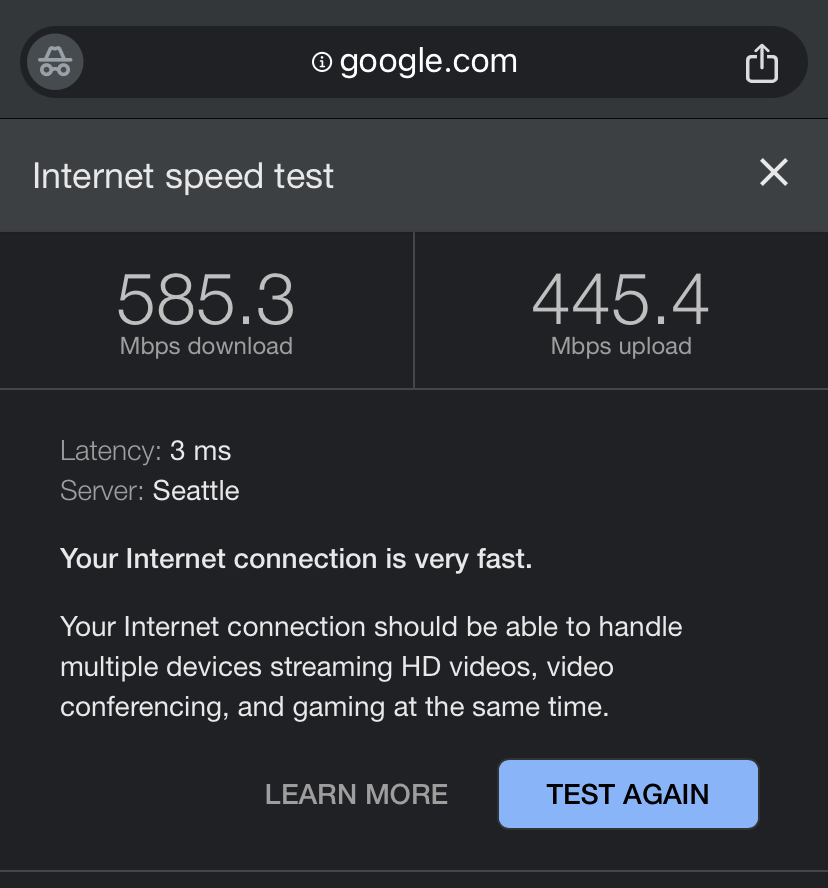 google.com
Internet speed test
585.3
Mbps download
445.4
Mbps upload
Latency: 3 ms
Server: Seattle
Your Internet connection is very fast.
Your Internet connection should be able to handle
multiple devices streaming HD videos, video
conferencing, and gaming at the same time.
LEARN MORE
TEST AGAIN